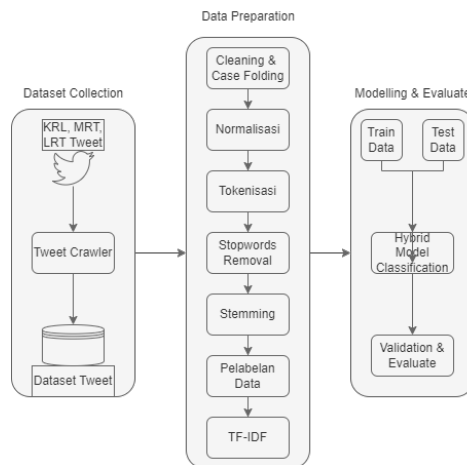 Dataset Collection
KRL, MRT,
LRT Tweet
Tweet Crawler
Dataset Tweet
Data Preparation
Cleaning &
Case Folding
Normalisasi
Tokenisasi
Stopwords
Removal
Stemming
Pelabelan
Data
TF-IDF
Modelling & Evaluate
Train
Data
Test
Data
Hybrid
Model
Classification
Validation &
Evaluate